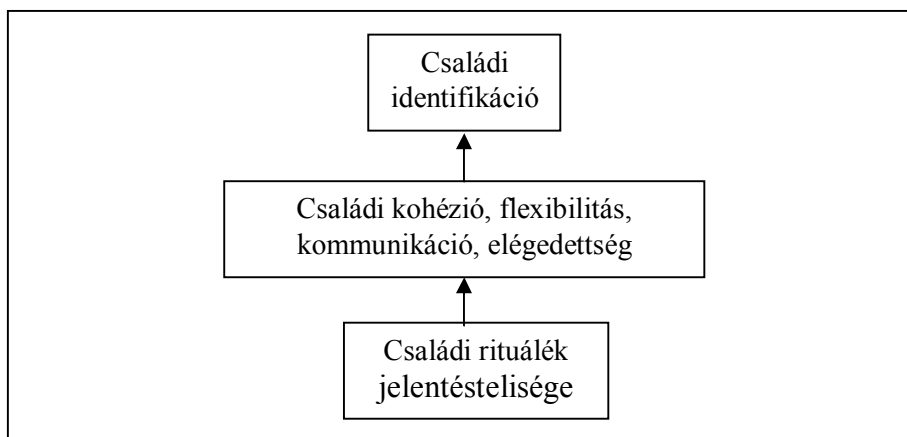 Családi
identifikáció
Családi kohézió, flexibilitás,
kommunikáció, elégedettség
Családi rituálék
jelentéstelisége